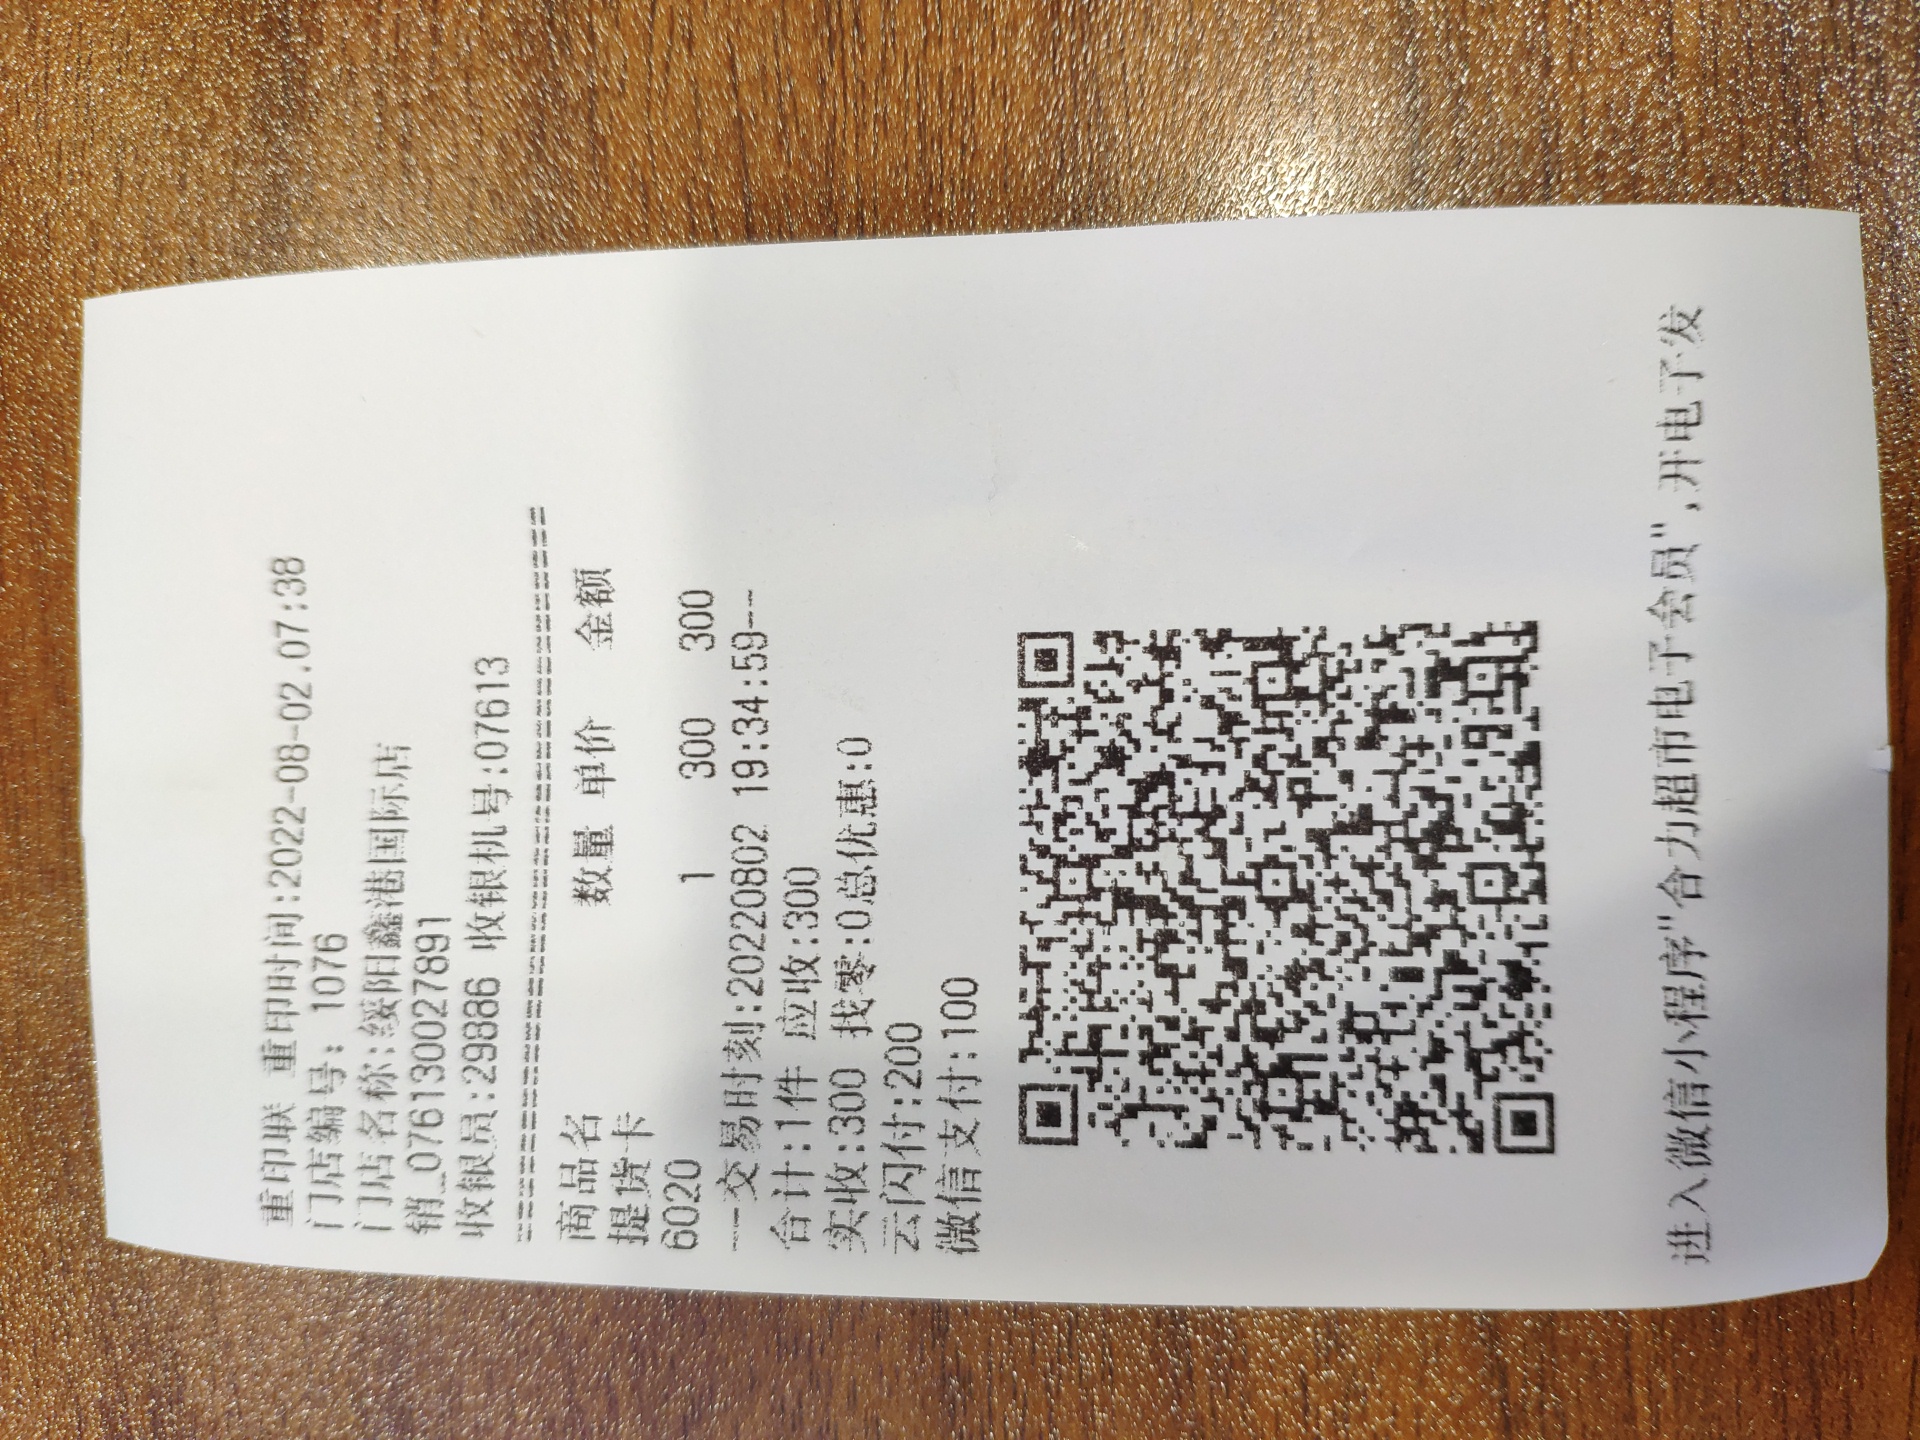 重印联 重印时间:2022-08-02.07:38
门店编号: 1076
门店名称:绥阳鑫港国际店
销_076130027891
收银员:29886 收银机号:07613
商品名 数量 单价 金额
提货卡
6020 1 300 300
--交易时刻:20220802 19:34:59--
合计:1件 应收:300
实收:300 找零:0总优惠:0
云闪付:200
微信支付:100
进入微信小程序"合力超市电子会员",开电子发